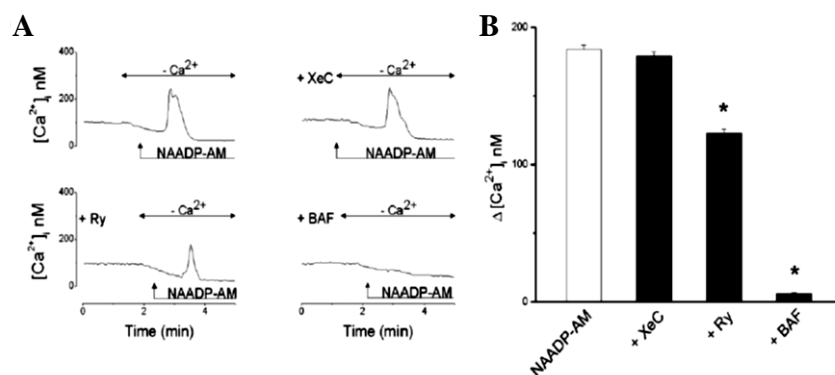 A
[Ca2+]i nM
400
200
0
- Ca2+
NAADP-AM
+ XeC
- Ca2+
NAADP-AM
[Ca2+]i nM
400
200
0
+ Ry
- Ca2+
NAADP-AM
0 2 4
Time (min)
+ BAF
- Ca2+
NAADP-AM
0 2 4
Time (min)
B
Δ [Ca2+]i nM
200
100
0
*
*
NAADP-AM
+ XeC
+ Ry
+ BAF